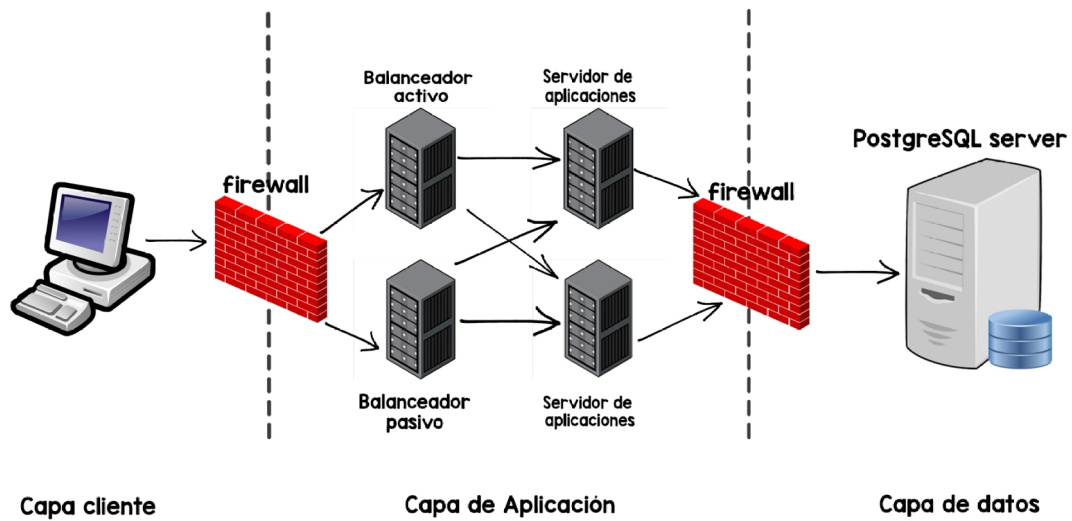 Balanceador
activo
Servidor de
aplicaciones
PostgreSQL server
firewall
firewall
Balanceador
pasivo
Servidor de
aplicaciones
Capa cliente
Capa de Aplicación
Capa de datos